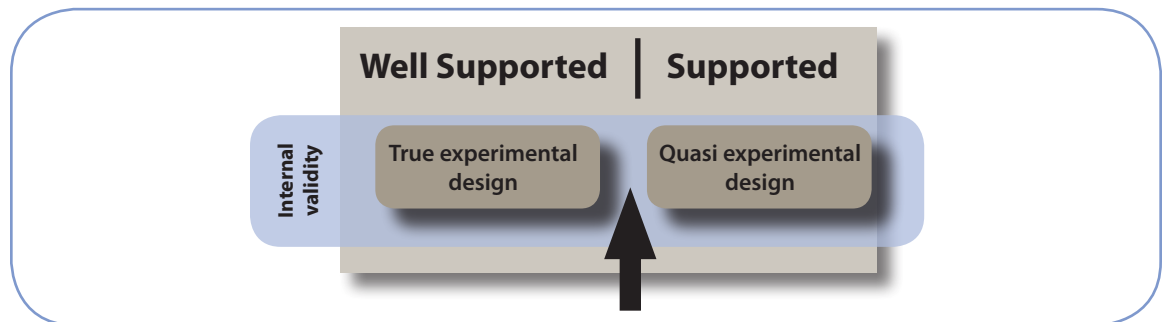 Well Supported | Supported
Internal
validity
True experimental
design
Quasi experimental
design